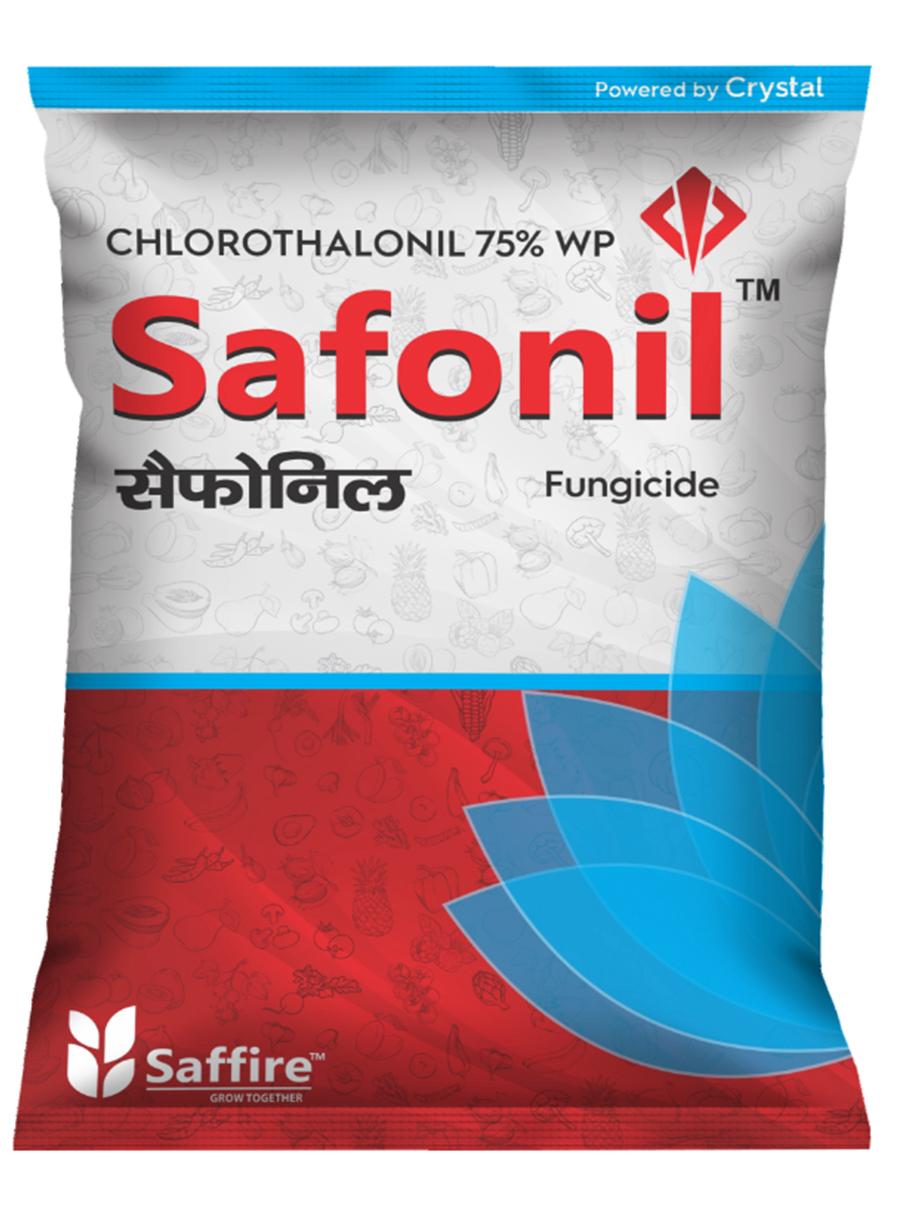 Powered by Crystal
CHLOROTHALONIL 75% WP
Safonil™
सैफोनिल
Fungicide
Saffire™
GROW TOGETHER